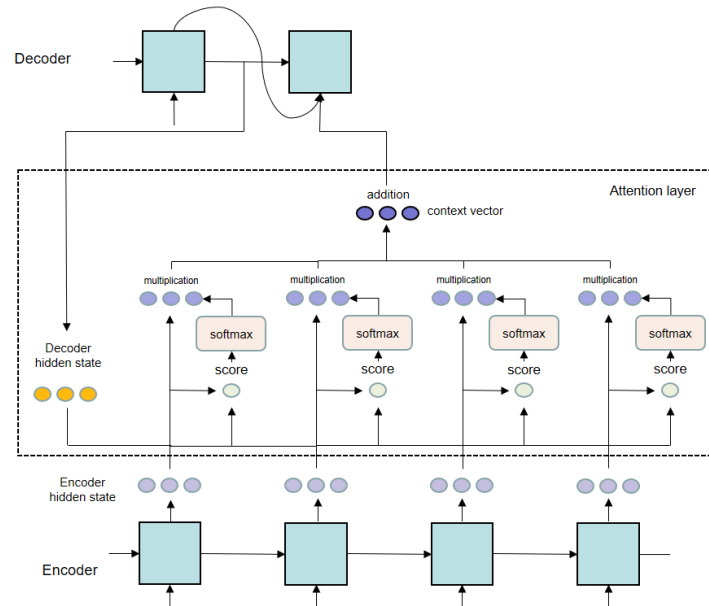 Decoder
Attention layer
addition
context vector
multiplication
multiplication
multiplication
multiplication
softmax
softmax
softmax
softmax
Decoder
hidden state
score
score
score
score
Encoder
hidden state
Encoder